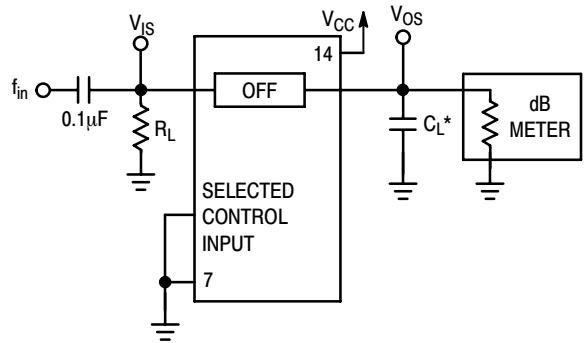 V_IS
V_CC
V_OS
14
f_in
OFF
dB
METER
0.1μF
R_L
C_L*
SELECTED
CONTROL
INPUT
7